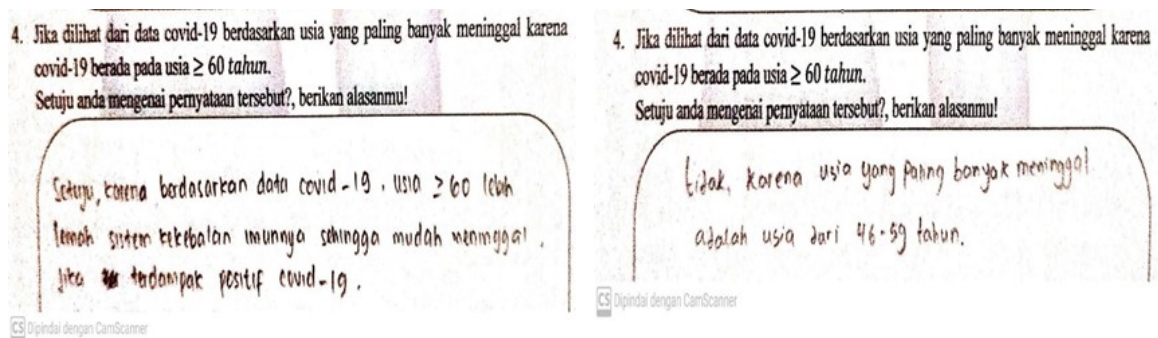 4. Jika dilihat dari data covid-19 berdasarkan usia yang paling banyak meninggal karena
covid-19 berada pada usia ≥ 60 tahun.
Setuju anda mengenai pernyataan tersebut?, berikan alasanmu!
Setuju, karena berdasarkan data covid-19, usia ≥ 60 lebih
lemah sistem kekebalan imunnya sehingga mudah meninggal.
jika terdampak positif covid-19.
CS Dipindai dengan CamScanner
4. Jika dilihat dari data covid-19 berdasarkan usia yang paling banyak meninggal karena
covid-19 berada pada usia ≥ 60 tahun.
Setuju anda mengenai pernyataan tersebut?, berikan alasanmu!
tidak, karena usia yang paling banyak meninggal
adalah usia dari 46-59 tahun.
CS Dipindai dengan CamScanner